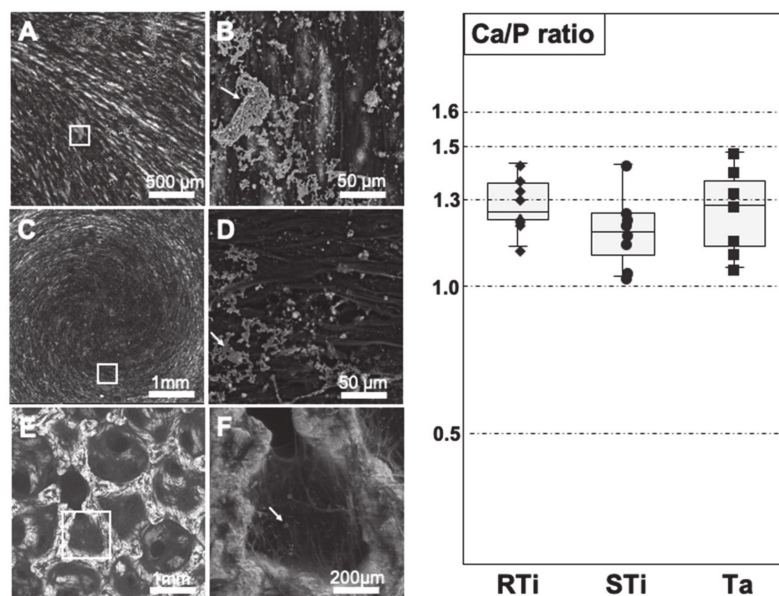 A
500 µm
B
50 µm
C
1mm
D
50 µm
E
1mm
F
200µm
Ca/P ratio
1.6
1.5
1.3
1.0
0.5
RTi STi Ta